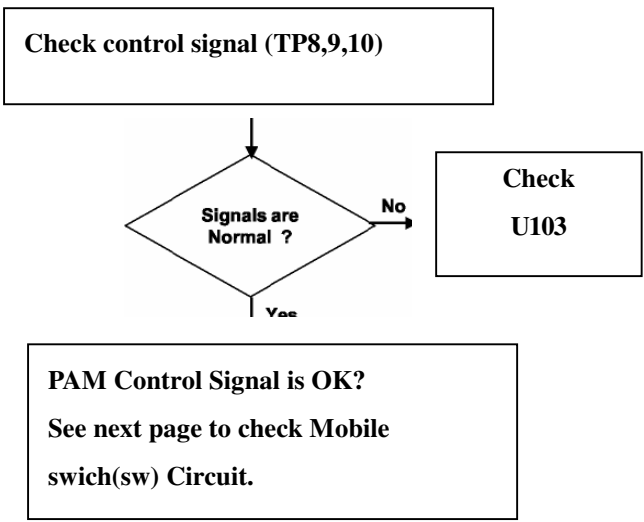 Check control signal (TP8,9,10)
Signals are
Normal ?
No
Check
U103
Yes
PAM Control Signal is OK?
See next page to check Mobile
swich(sw) Circuit.